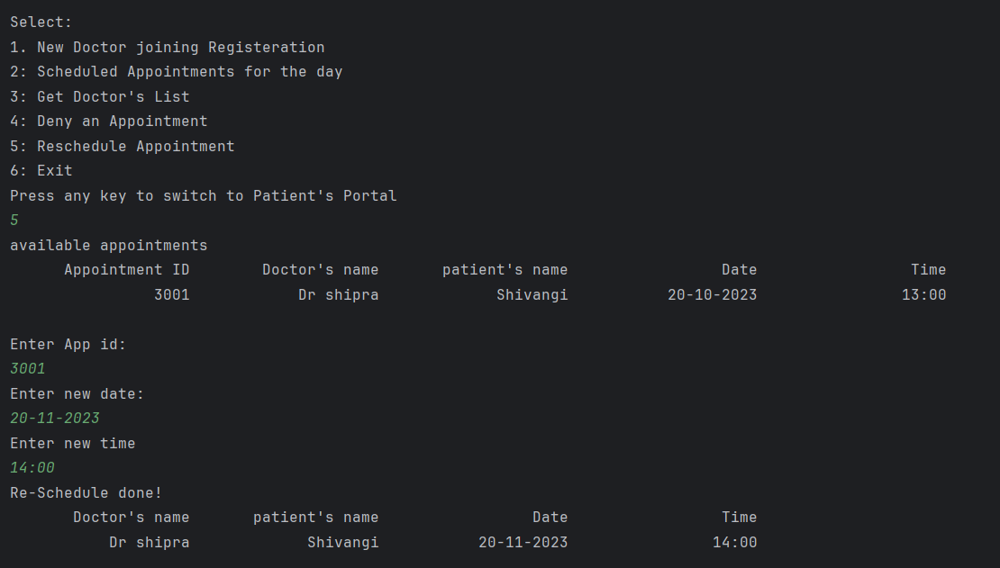 Select:
1. New Doctor joining Registeration
2: Scheduled Appointments for the day
3: Get Doctor's List
4: Deny an Appointment
5: Reschedule Appointment
6: Exit
Press any key to switch to Patient's Portal
5
available appointments
Appointment ID Doctor's name patient's name Date Time
3001 Dr shipra Shivangi 20-10-2023 13:00
Enter App id:
3001
Enter new date:
20-11-2023
Enter new time
14:00
Re-Schedule done!
Doctor's name patient's name Date Time
Dr shipra Shivangi 20-11-2023 14:00